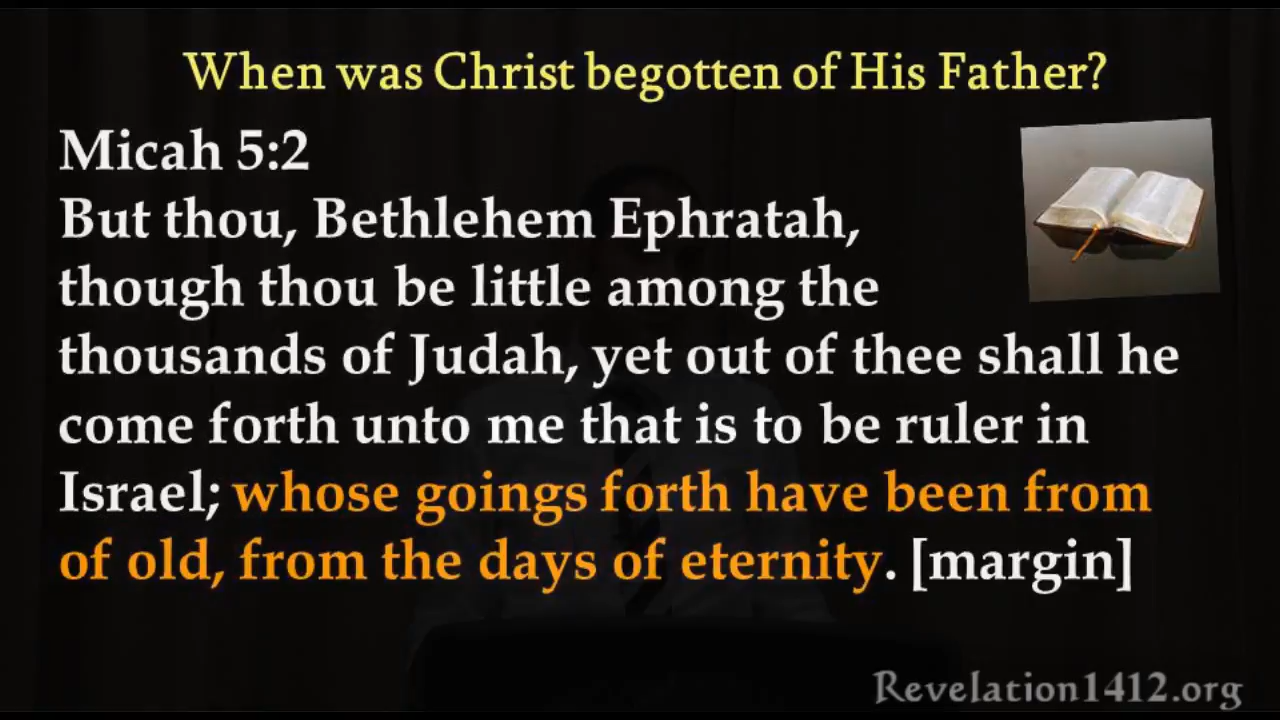 When was Christ begotten of His Father?
Micah 5:2
But thou, Bethlehem Ephratah,
though thou be little among the
thousands of Judah, yet out of thee shall he
come forth unto me that is to be ruler in
Israel; whose goings forth have been from
of old, from the days of eternity. [margin]
Revelation1412.org